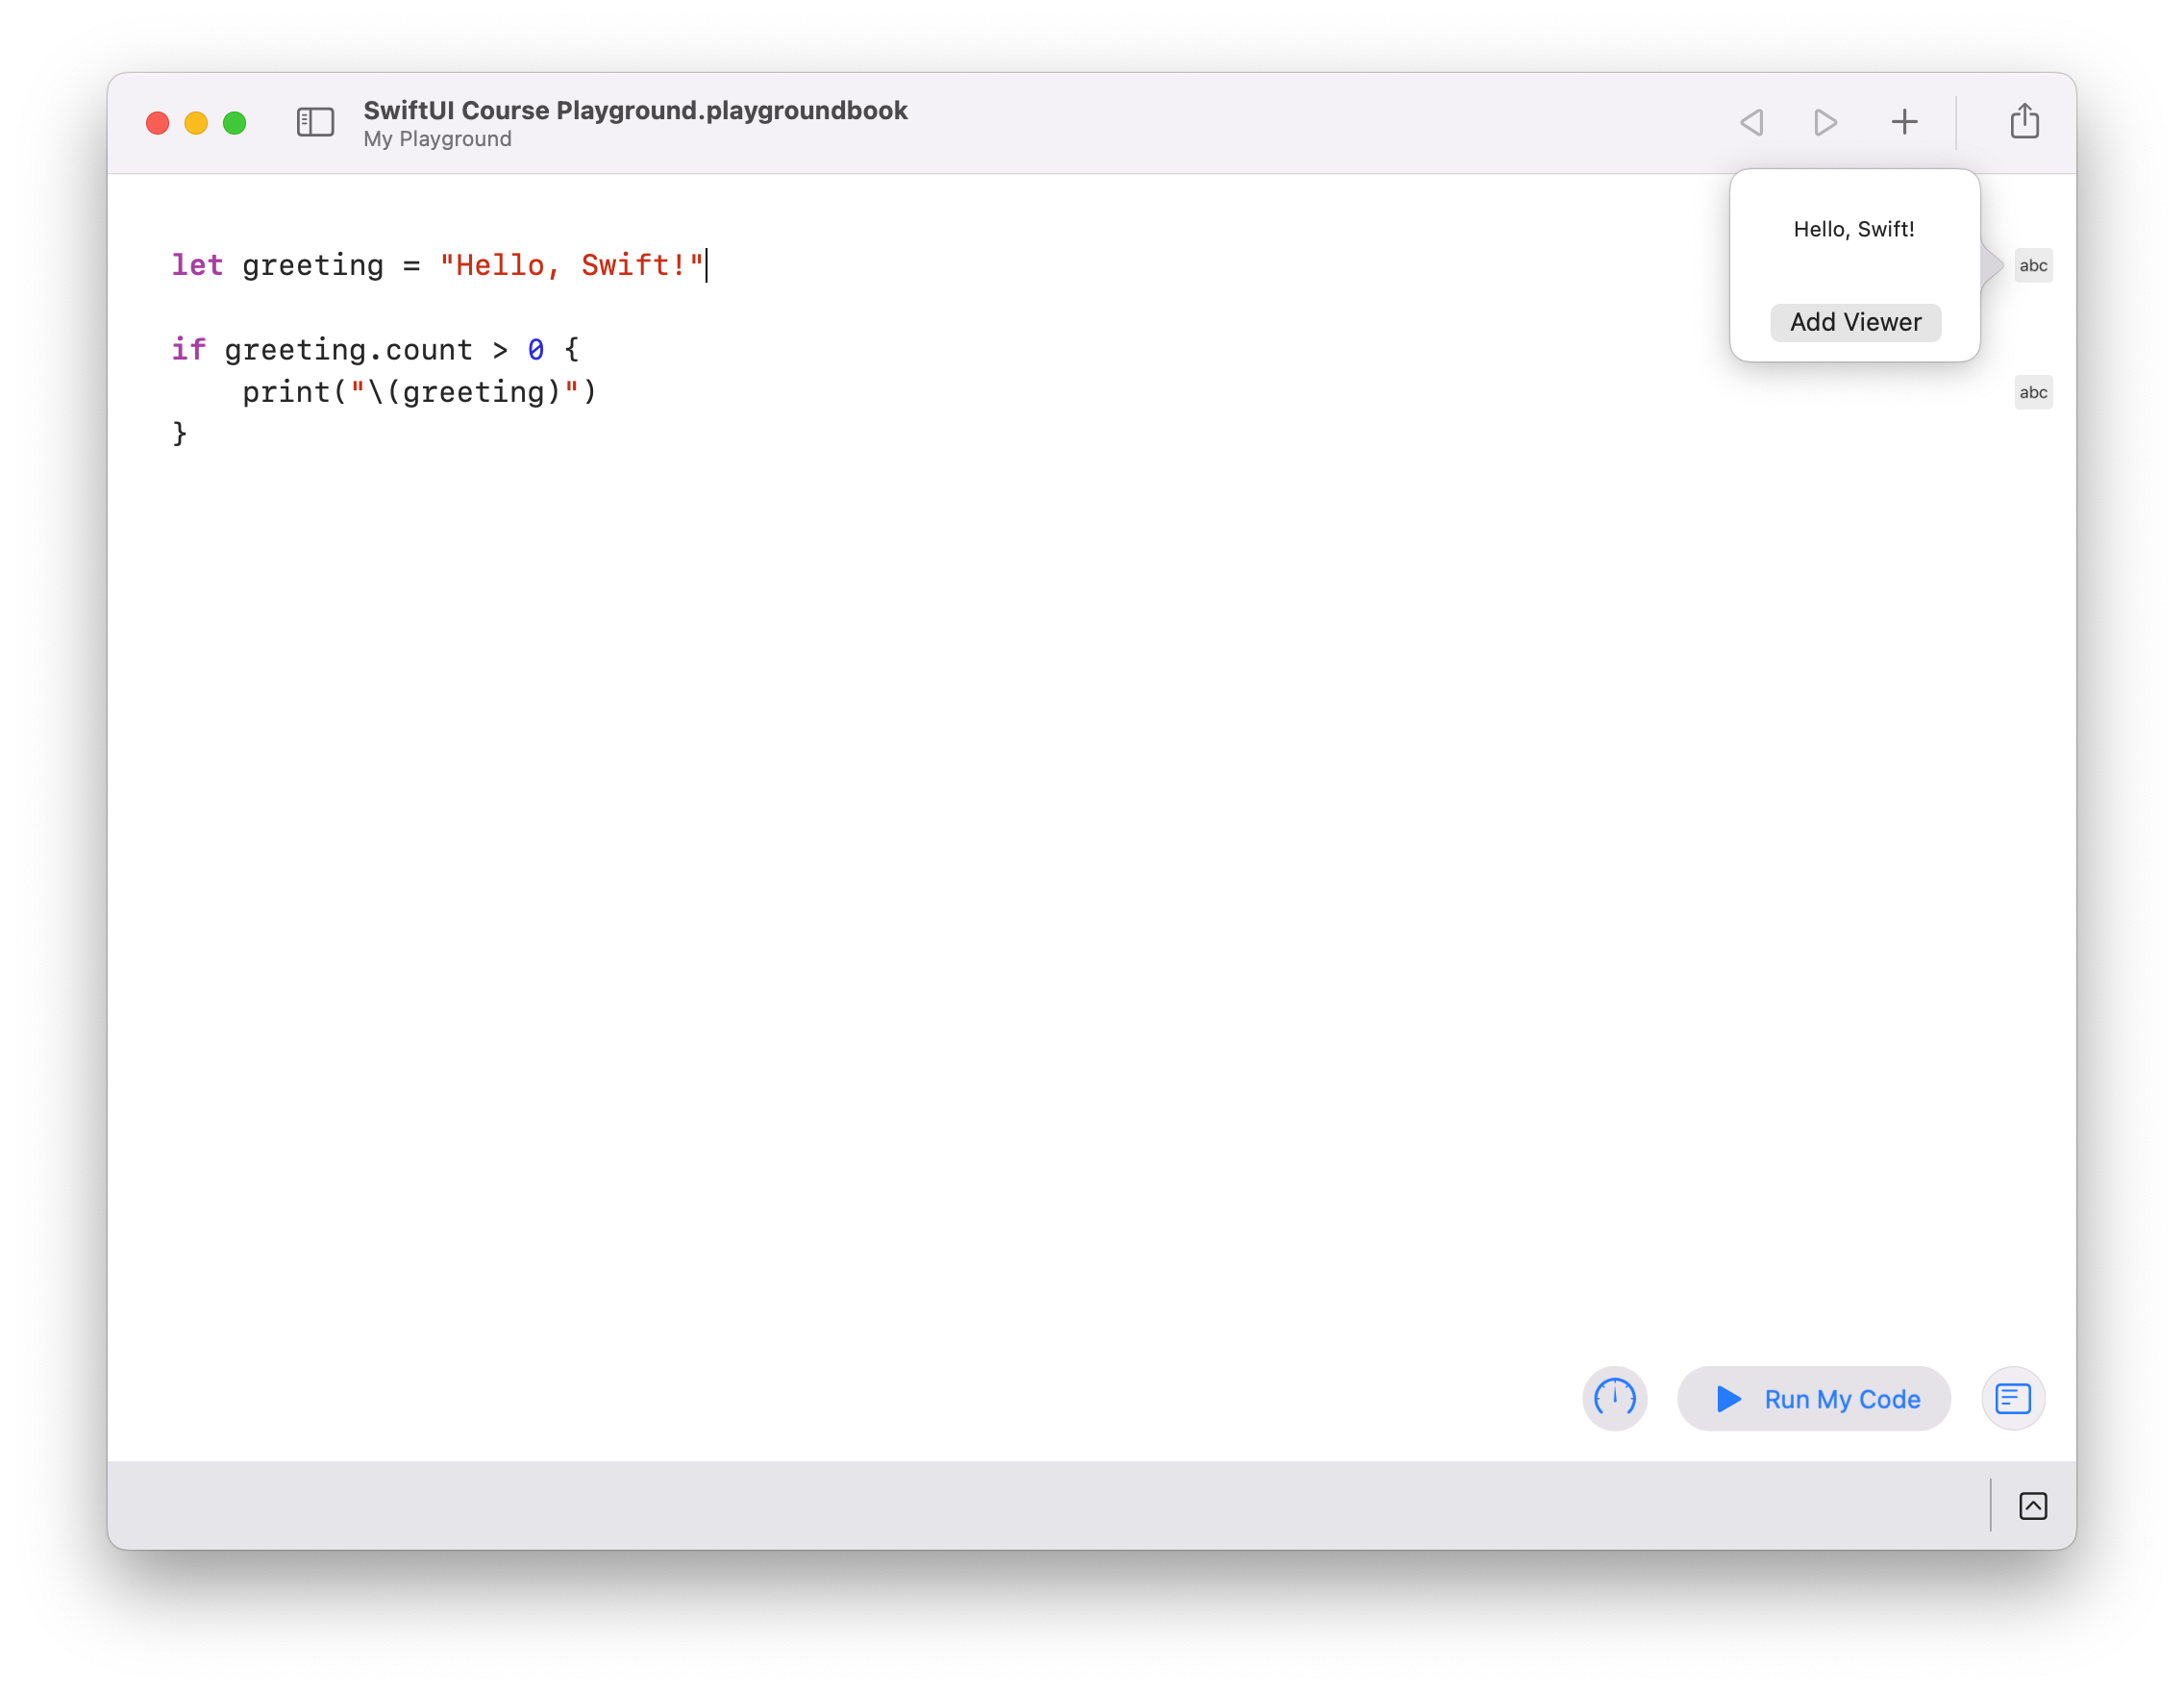 SwiftUI Course Playground.playgroundbook
My Playground
let greeting = "Hello, Swift!"
Hello, Swift!
abc
Add Viewer
if greeting.count > 0 {
    print("\(greeting)")
abc
}
Run My Code